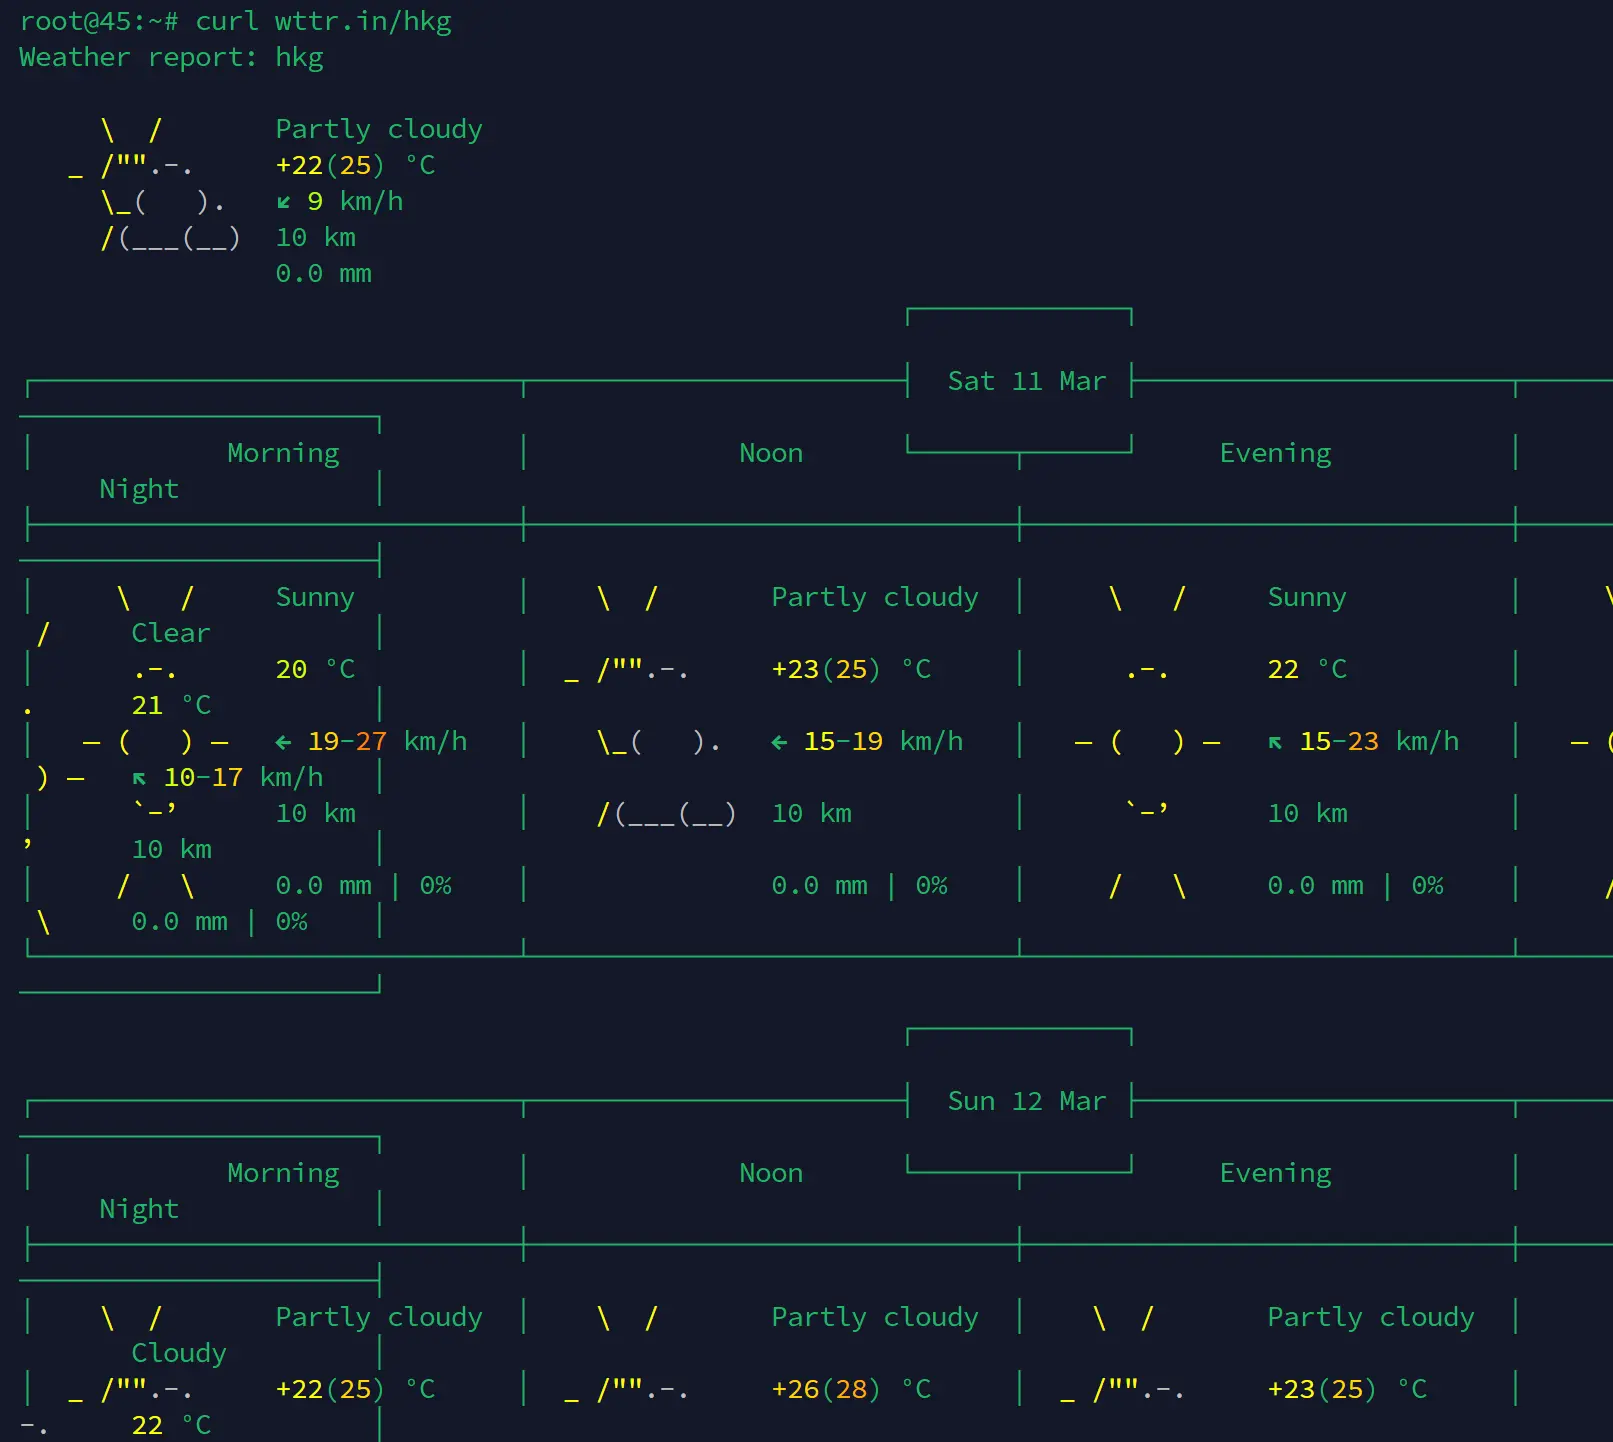 root@45:~# curl wttr.in/hkg
Weather report: hkg
\  /       Partly cloudy
_ /"".-.     +22(25) °C
\_(   ).   ↙ 9 km/h
/(___(__)  10 km
0.0 mm
┌─────────────┐
┌──────────────────────────────┬───────────────────────┤  Sat 11 Mar ├───────────────────────┬──────
──────────────────────┐
│            Morning           │             Noon      └──────┬──────┘     Evening           │
     Night            │
├──────────────────────────────┼──────────────────────────────┼──────────────────────────────┼──────
──────────────────────┤
│     \   /     Sunny          │    \  /       Partly cloudy  │     \   /     Sunny          │     \
 /     Clear          │
│      .-.      20 °C          │  _ /"".-.     +23(25) °C     │      .-.      22 °C          │
.      21 °C          │
│   ― (   ) ―   ← 19-27 km/h   │    \_(   ).   ← 15-19 km/h   │   ― (   ) ―   ↖ 15-23 km/h   │   ― (
 ) ―   ↖ 10-17 km/h   │
│      `-’      10 km          │    /(___(__)  10 km          │      `-’      10 km          │
’      10 km          │
│     /   \     0.0 mm | 0%    │               0.0 mm | 0%    │     /   \     0.0 mm | 0%    │     /
 \     0.0 mm | 0%    │
└──────────────────────────────┴──────────────────────────────┴──────────────────────────────┴──────
──────────────────────┘
┌─────────────┐
┌──────────────────────────────┬───────────────────────┤  Sun 12 Mar ├───────────────────────┬──────
──────────────────────┐
│            Morning           │             Noon      └──────┬──────┘     Evening           │
     Night            │
├──────────────────────────────┼──────────────────────────────┼──────────────────────────────┼──────
──────────────────────┤
│    \  /       Partly cloudy  │    \  /       Partly cloudy  │    \  /       Partly cloudy  │
       Cloudy         │
│  _ /"".-.     +22(25) °C     │  _ /"".-.     +26(28) °C     │  _ /"".-.     +23(25) °C     │
-.     22 °C          │